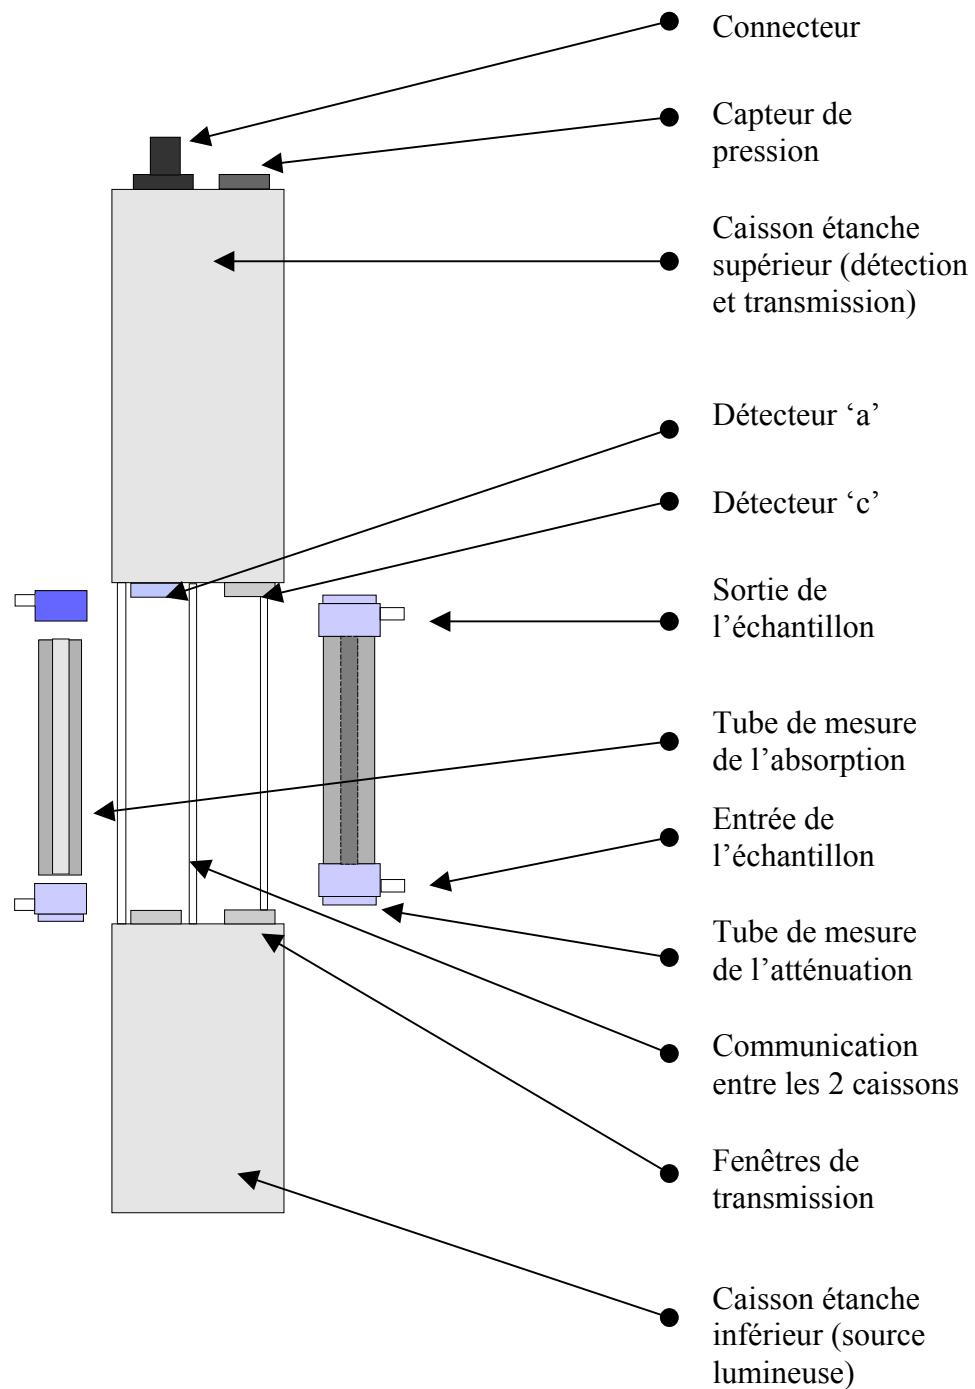 Connecteur
Capteur de
pression
Caisson étanche
supérieur (détection
et transmission)
Détecteur ‘a’
Détecteur ‘c’
Sortie de
l’échantillon
Tube de mesure
de l’absorption
Entrée de
l’échantillon
Tube de mesure
de l’atténuation
Communication
entre les 2 caissons
Fenêtres de
transmission
Caisson étanche
inférieur (source
lumineuse)